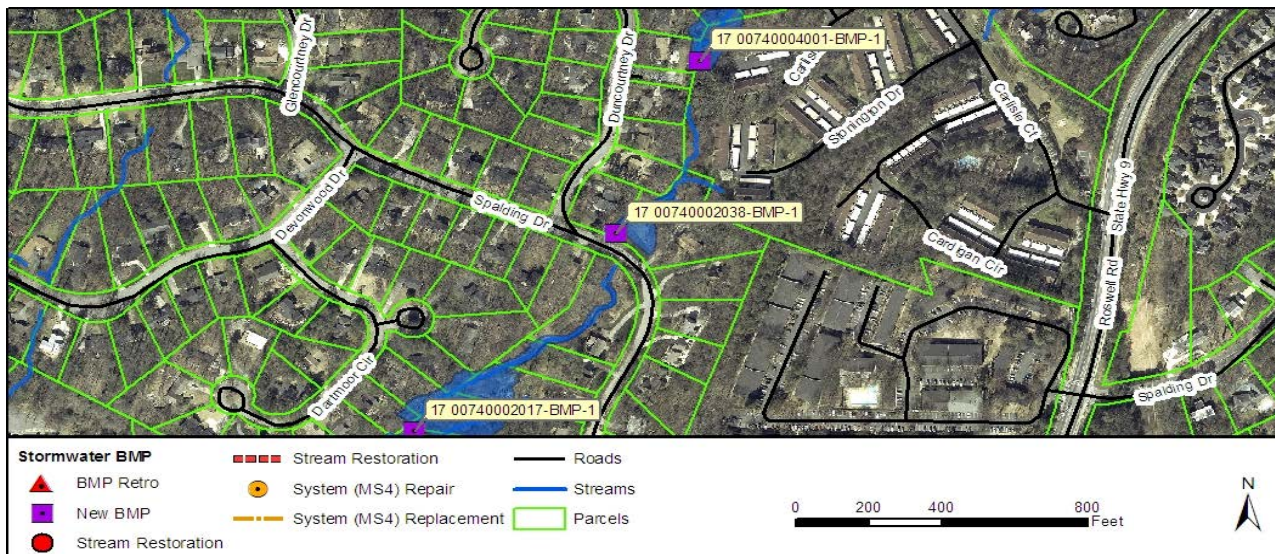 17 00740004001-BMP-1
Glencourtney Dr
Duncourtney Dr
Stonington Dr
Carlisle Ct
State Hwy 9
Devonwood Dr
Spalding Dr
17 00740002038-BMP-1
Cardigan Cir
Roswell Rd
Dartmoor Cir
17 00740002017-BMP-1
Spalding Dr
Stormwater BMP
BMP Retro
New BMP
Stream Restoration
Stream Restoration
System (MS4) Repair
System (MS4) Replacement
Roads
Streams
Parcels
0 200 400 800
Feet
N